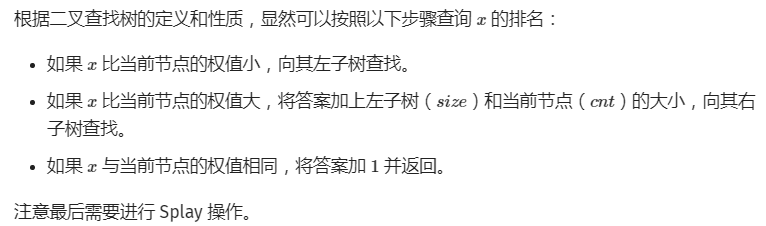 根据二叉查找树的定义和性质，显然可以按照以下步骤查询 x 的排名：
• 如果 x 比当前节点的权值小，向其左子树查找。
• 如果 x 比当前节点的权值大，将答案加上左子树（size）和当前节点（cnt）的大小，向其右
子树查找。
• 如果 x 与当前节点的权值相同，将答案加 1 并返回。
注意最后需要进行 Splay 操作。